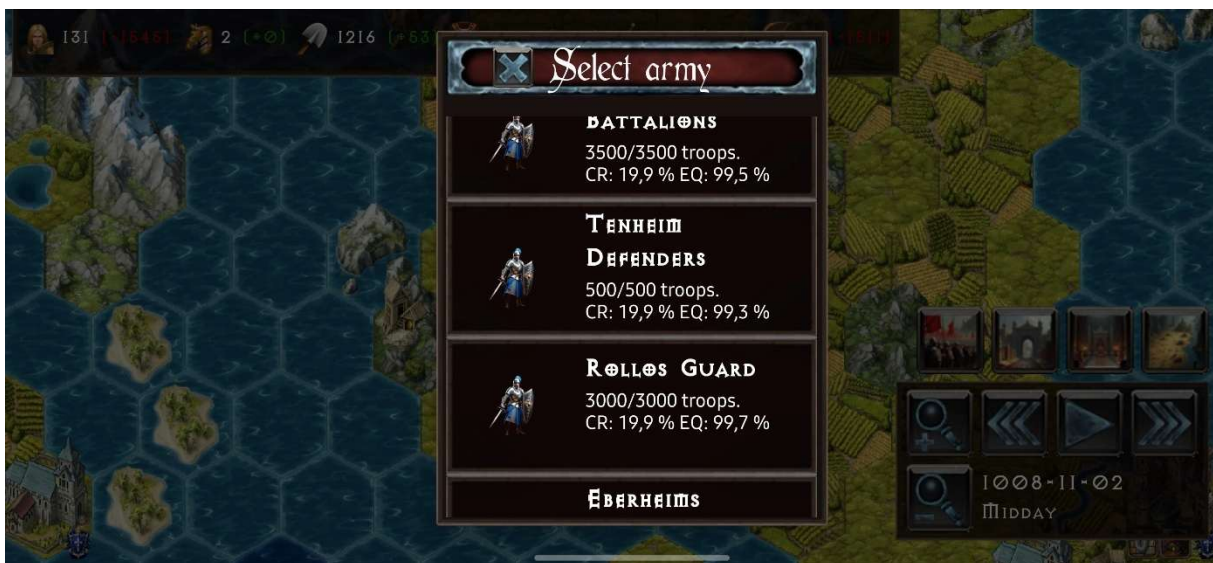 131 (-1545) 2 (+0) 1216 (+53
Select army
BATTALIONS
3500/3500 troops.
CR: 19,9 % EQ: 99,5 %
TENHEIM
DEFENDERS
500/500 troops.
CR: 19,9 % EQ: 99,3 %
ROLLOS GUARD
3000/3000 troops.
CR: 19,9 % EQ: 99,7 %
EBERHEIMS
1008-11-02
MIDDAY